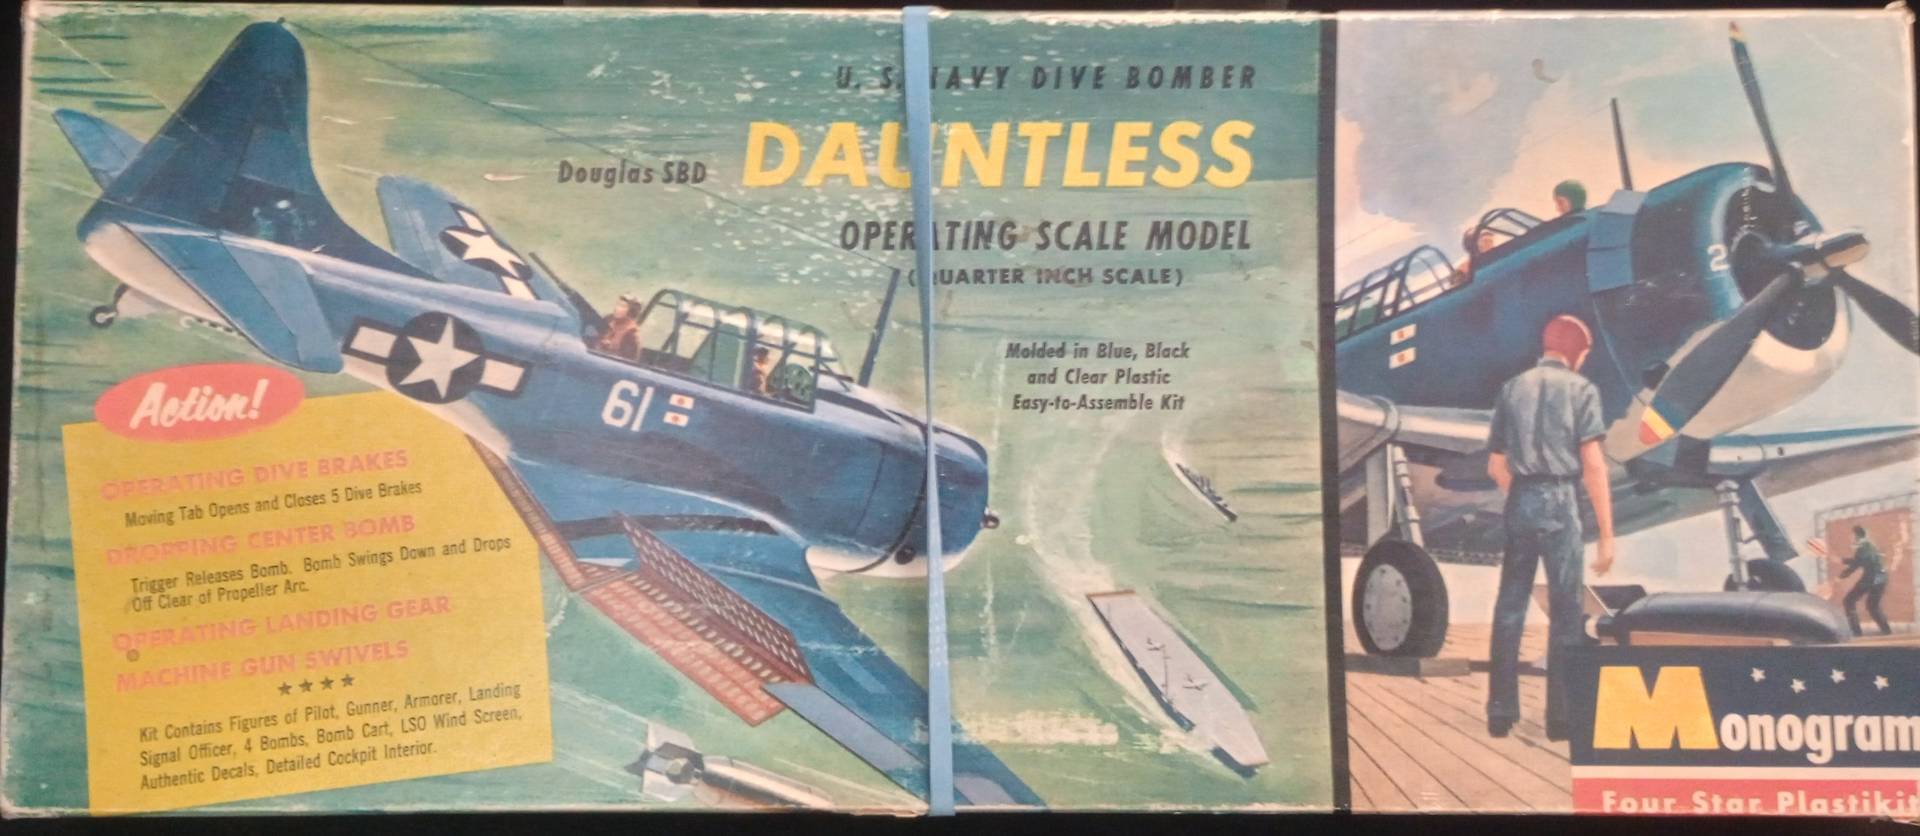 U. S. NAVY DIVE BOMBER
Douglas SBD DAUNTLESS
OPERATING SCALE MODEL
(QUARTER INCH SCALE)
Molded in Blue, Black
and Clear Plastic
Easy-to-Assemble Kit
61
Action!
OPERATING DIVE BRAKES
Moving Tab Opens and Closes 5 Dive Brakes
DROPPING CENTER BOMB
Trigger Releases Bomb. Bomb Swings Down and Drops
Off Clear of Propeller Arc.
OPERATING LANDING GEAR
MACHINE GUN SWIVELS
★★★★
Kit Contains Figures of Pilot, Gunner, Armorer, Landing
Signal Officer, 4 Bombs, Bomb Cart, LSO Wind Screen,
Authentic Decals, Detailed Cockpit Interior.
2
Monogram
Four Star Plastikit